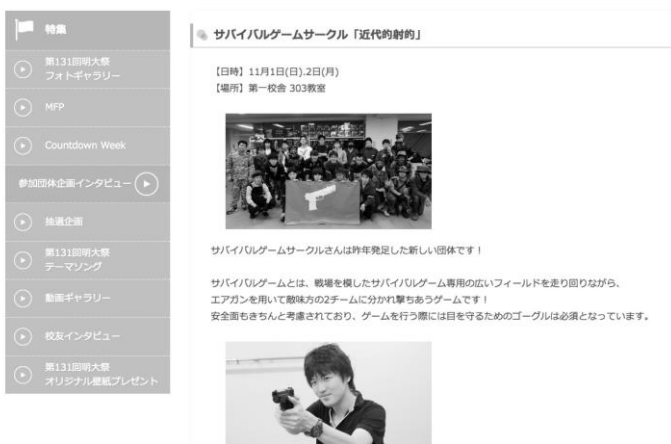 特集
第131回明大祭
フォトギャラリー
MFP
Countdown Week
参加団体企画インタビュー
抽選企画
第131回明大祭
テーマソング
動画ギャラリー
校友インタビュー
第131回明大祭
オリジナル壁紙プレゼント
サバイバルゲームサークル「近代的射的」
【日時】11月1日(日).2日(月)
【場所】第一校舎 303教室
サバイバルゲームサークルさんは昨年発足した新しい団体です！
サバイバルゲームとは、戦場を模したサバイバルゲーム専用の広いフィールドを走り回りながら、
エアガンを用いて敵味方の2チームに分かれ撃ちあうゲームです！
安全面もきちんと考慮されており、ゲームを行う際には目を守るためのゴーグルは必須となっています。